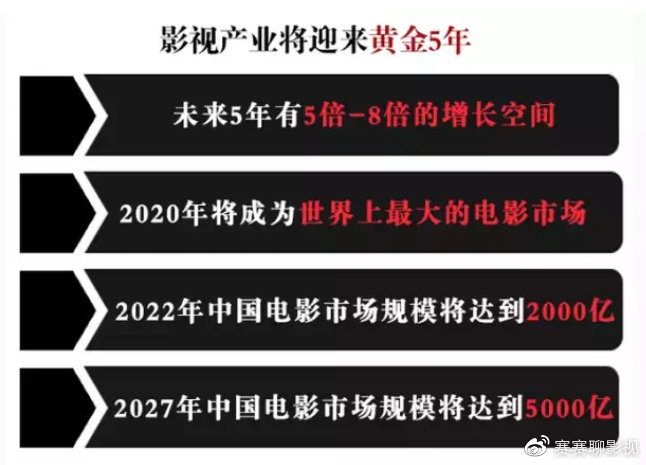 影视产业将迎来黄金5年
未来5年有5倍-8倍的增长空间
2020年将成为世界上最大的电影市场
2022年中国电影市场规模将达到2000亿
2027年中国电影市场规模将达到5000亿
赛赛聊影视